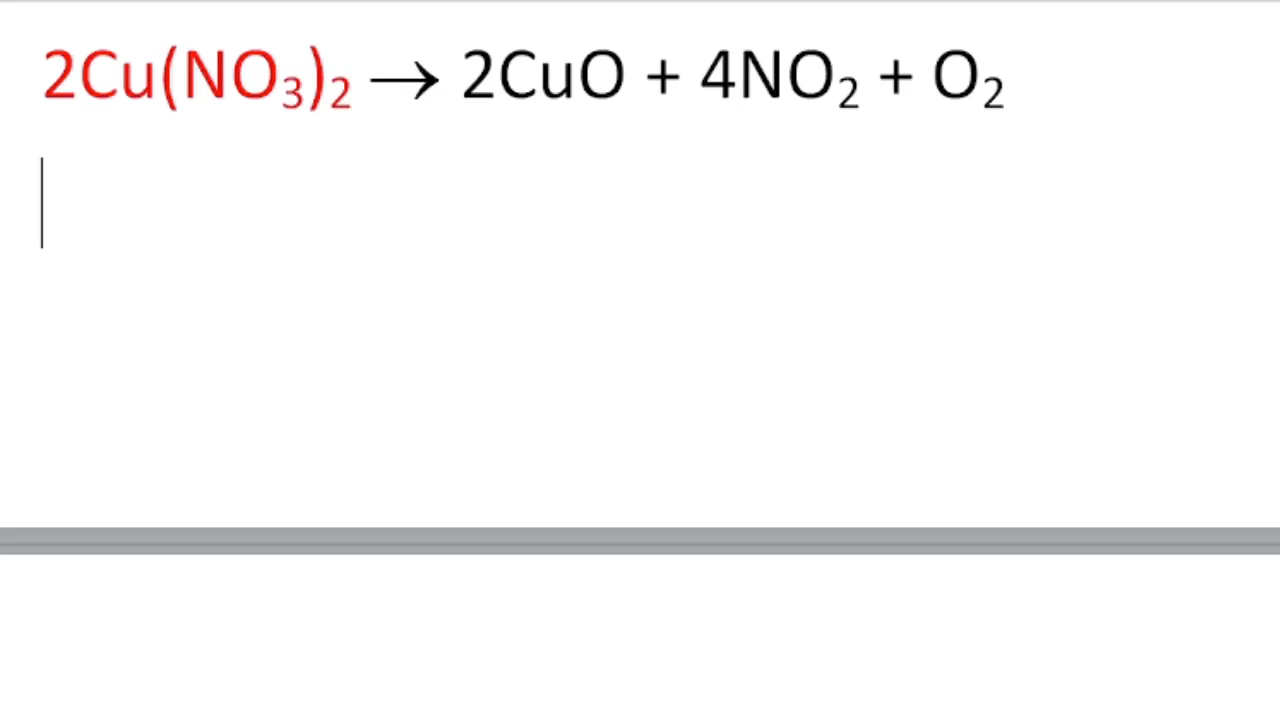 2Cu(NO₃)₂ → 2CuO + 4NO₂ + O₂